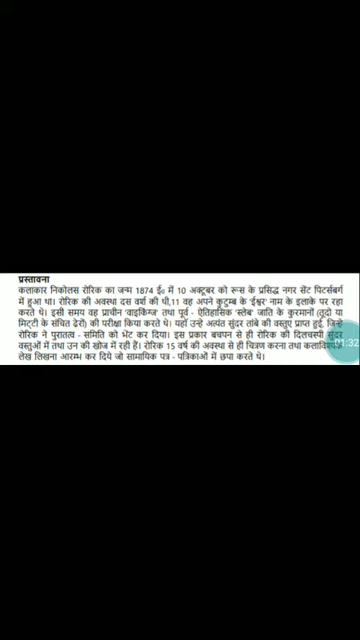 प्रस्तावना
कलाकार निकोलस रोरिक का जन्म 1874 ई० में 10 अक्टूबर को रूस के प्रसिद्ध नगर सेंट पिटर्सबर्ग
में हुआ था। रोरिक की अवस्था दस वर्श की थी,11 वह अपने कुटुम्ब के 'ईश्वर' नाम के इलाके पर रहा
करते थे। इसी समय वह प्राचीन 'वाइकिंग्ज' तथा पूर्व - ऐतिहासिक 'स्लेब' जाति के कुरमानों (तूदों या
मिट्टी के संचित ढेरों) की परीक्षा किया करते थे। यहाँ उन्हे अत्यंत सुंदर तांबे की वस्तुए प्राप्त हुई, जिन्हे
रोरिक ने पुरातत्व - समिति को भेंट कर दिया। इस प्रकार बचपन से ही रोरिक की दिलचस्पी सुंदर
वस्तुओं में तथा उन की खोज में रही हैं। रोरिक 15 वर्ष की अवस्था से ही चित्रण करना तथा
लेख लिखना आरम्भ कर दिये जो सामायिक पत्र - पत्रिकाओं में छपा करते थे।
1:32